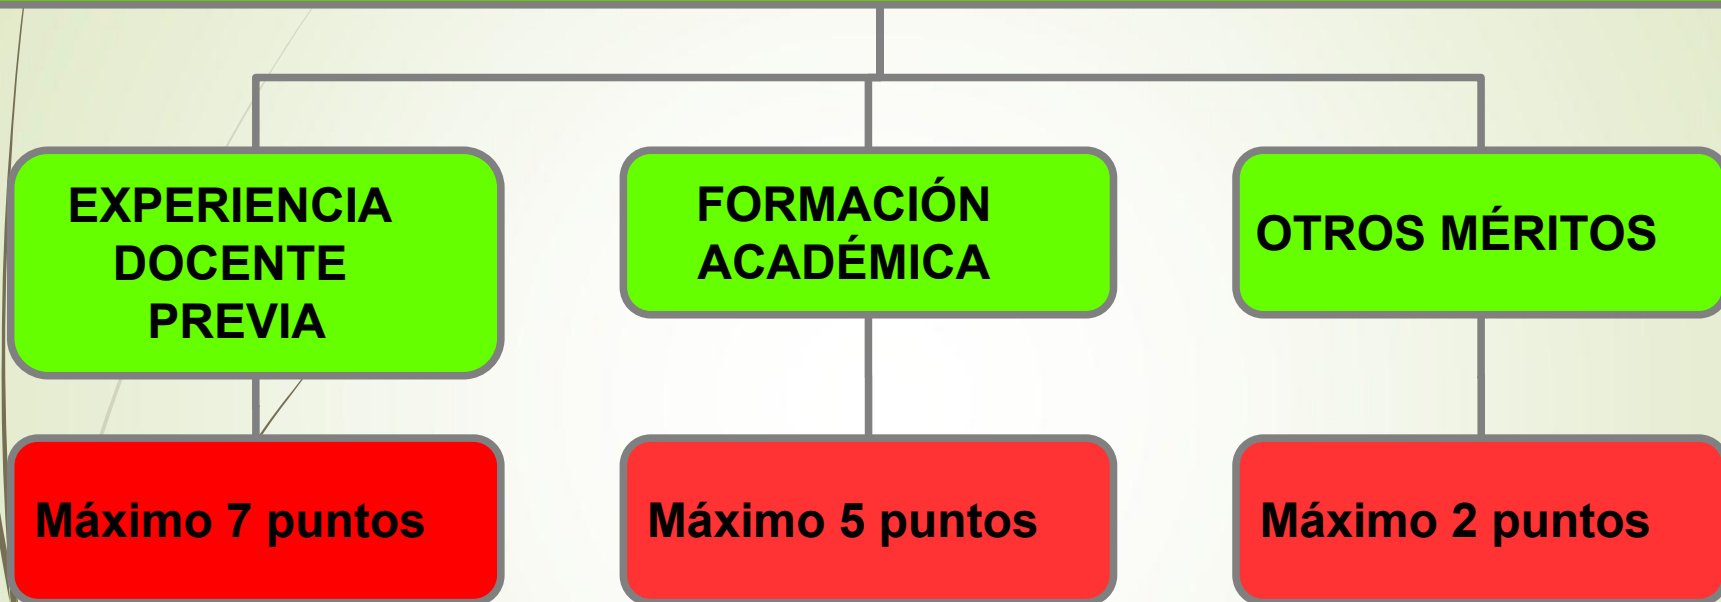 EXPERIENCIA
DOCENTE
PREVIA
FORMACIÓN
ACADÉMICA
OTROS MÉRITOS
Máximo 7 puntos
Máximo 5 puntos
Máximo 2 puntos